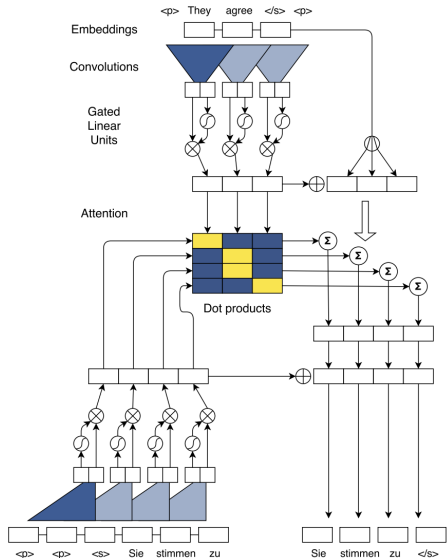 <p> They agree </s> <p>
Embeddings
Convolutions
Gated
Linear
Units
Attention
Σ
Σ
Σ
Σ
Dot products
<p> <p> <s> Sie stimmen zu
Sie stimmen zu </s>